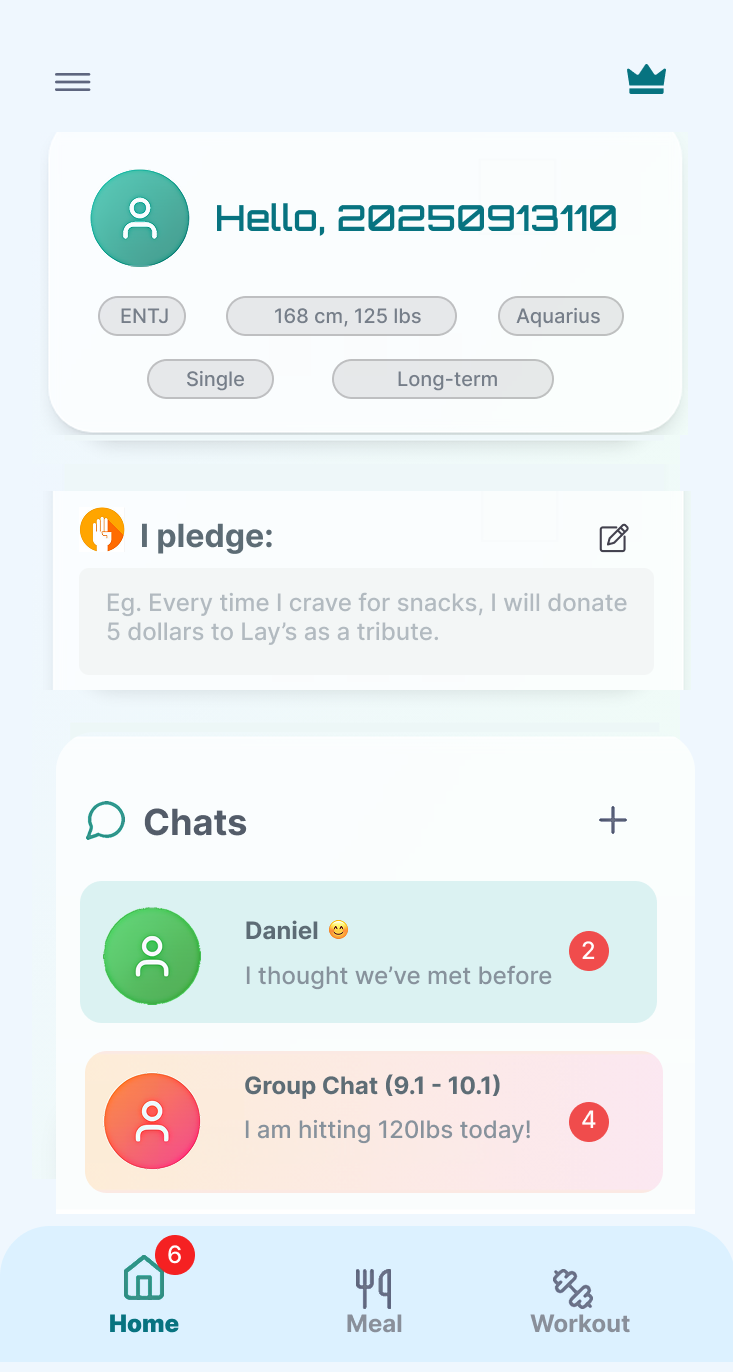 Hello, 20250913110
ENTJ
168 cm, 125 lbs
Aquarius
Single
Long-term
I pledge:
Eg. Every time I crave for snacks, I will donate
5 dollars to Lay’s as a tribute.
Chats
Daniel 😊
I thought we’ve met before
2
Group Chat (9.1 - 10.1)
I am hitting 120lbs today!
4
6
Home
Meal
Workout